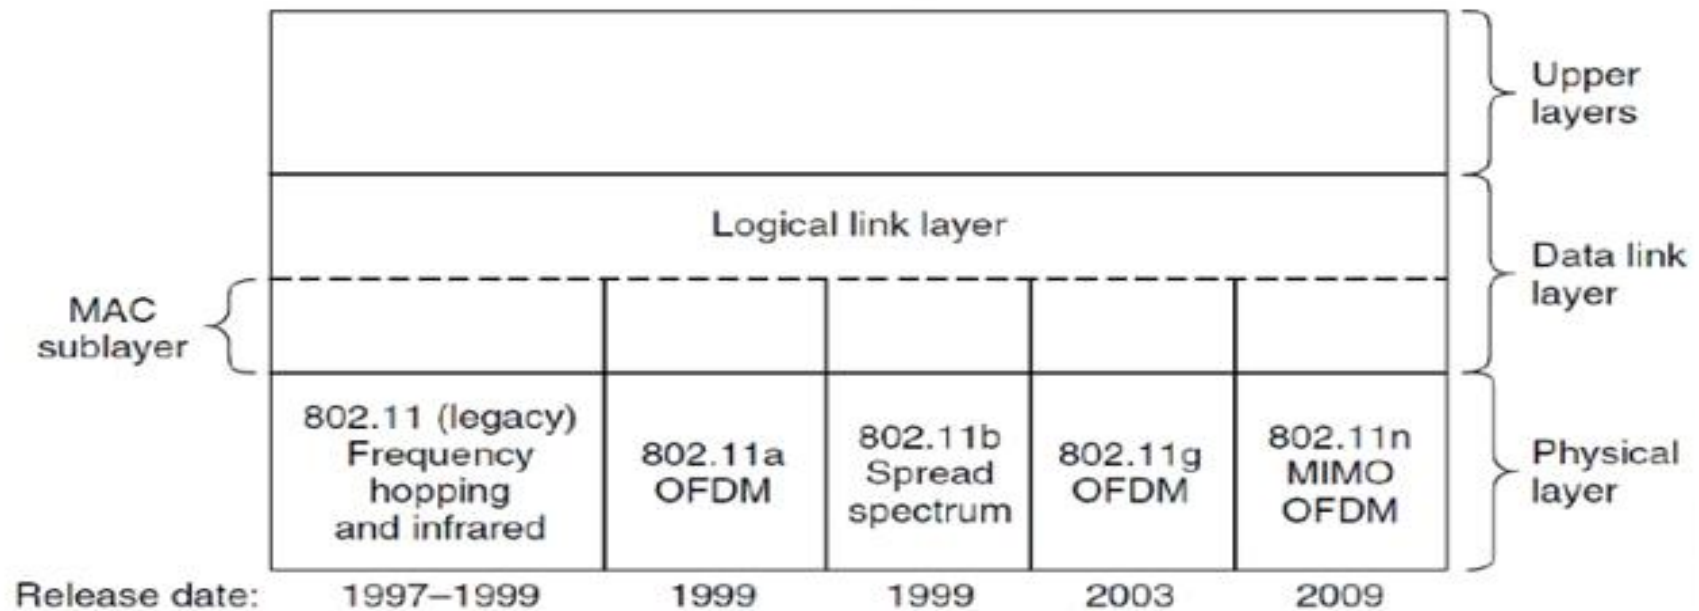 Upper
layers
Logical link layer
Data link
layer
MAC
sublayer
802.11 (legacy)
Frequency
hopping
and infrared
802.11a
OFDM
802.11b
Spread
spectrum
802.11g
OFDM
802.11n
MIMO
OFDM
Physical
layer
Release date: 1997–1999 1999 1999 2003 2009